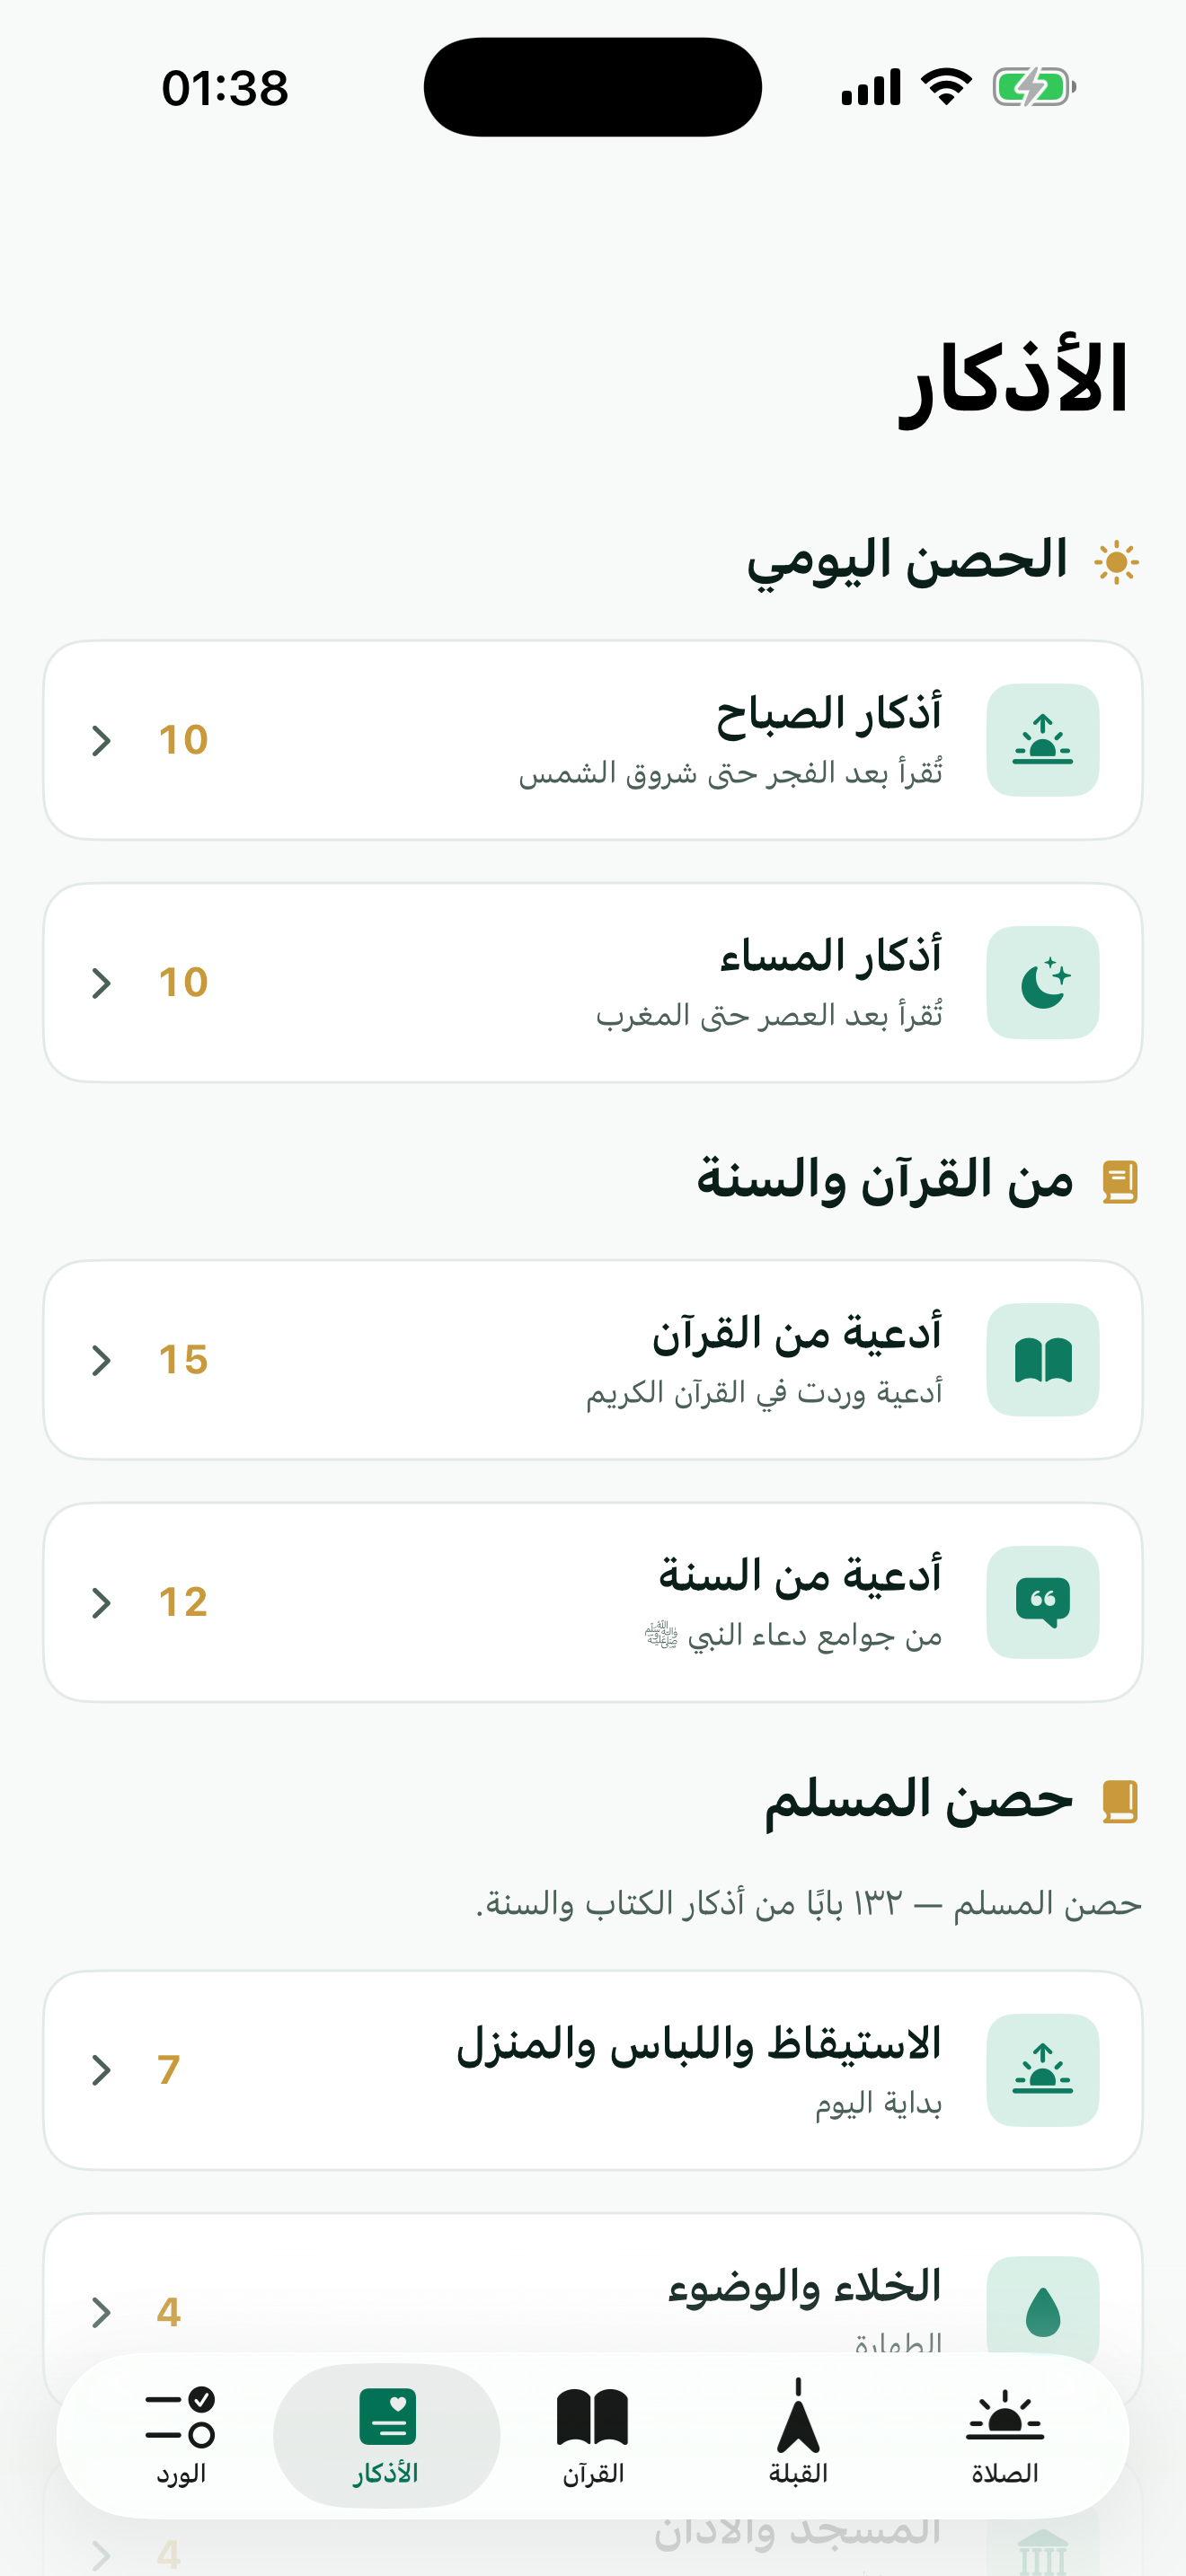 01:38
الأذكار
الحصن اليومي
أذكار الصباح
تُقرأ بعد الفجر حتى شروق الشمس
10
أذكار المساء
تُقرأ بعد العصر حتى المغرب
10
من القرآن والسنة
أدعية من القرآن
أدعية وردت في القرآن الكريم
15
أدعية من السنة
من جوامع دعاء النبي ﷺ
12
حصن المسلم
حصن المسلم — ١٣٢ بابًا من أذكار الكتاب والسنة.
الاستيقاظ واللباس والمنزل
بداية اليوم
7
الخلاء والوضوء
الطهارة
4
الصلاة
القبلة
القرآن
الأذكار
الورد
المسجد والأذان
4